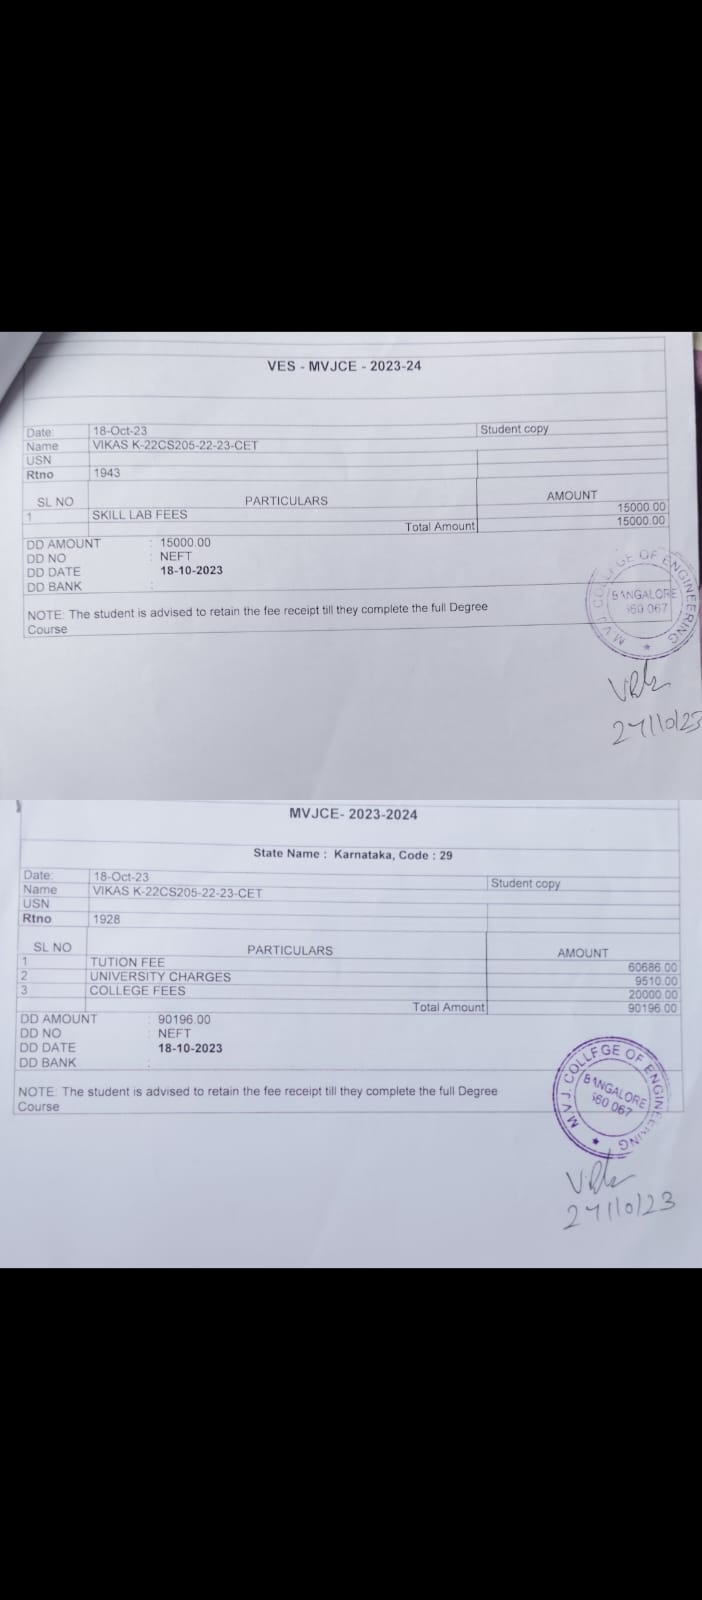 VES - MVJCE - 2023-24
Date: 18-Oct-23 Student copy
Name VIKAS K-22CS205-22-23-CET
USN
Rtno 1943
SL NO PARTICULARS AMOUNT
1 SKILL LAB FEES 15000.00
Total Amount 15000.00
DD AMOUNT : 15000.00
DD NO : NEFT
DD DATE : 18-10-2023
DD BANK :
NOTE: The student is advised to retain the fee receipt till they complete the full Degree
Course
M.V.J. COLLEGE OF ENGINEERING
BANGALORE
560 067
27/10/23
MVJCE- 2023-2024
State Name : Karnataka, Code : 29
Date: 18-Oct-23 Student copy
Name VIKAS K-22CS205-22-23-CET
USN
Rtno 1928
SL NO PARTICULARS AMOUNT
1 TUTION FEE 60686.00
2 UNIVERSITY CHARGES 9510.00
3 COLLEGE FEES 20000.00
Total Amount 90196.00
DD AMOUNT : 90196.00
DD NO : NEFT
DD DATE : 18-10-2023
DD BANK :
NOTE: The student is advised to retain the fee receipt till they complete the full Degree
Course
M.V.J. COLLEGE OF ENGINEERING
BANGALORE
560 067
27/10/23